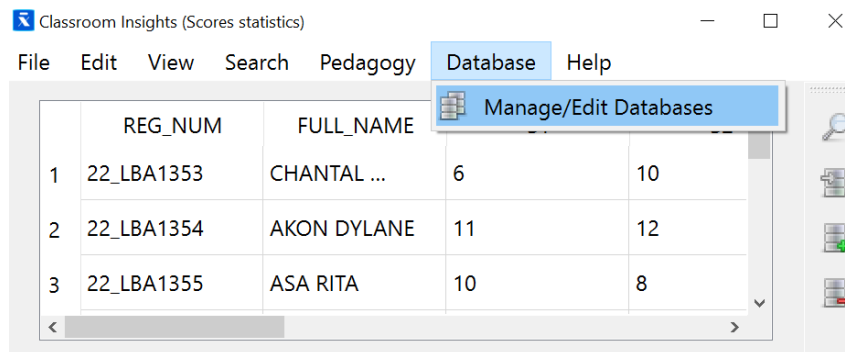 Classroom Insights (Scores statistics)
File Edit View Search Pedagogy Database Help
Manage/Edit Databases
REG_NUM FULL_NAME
1 22_LBA1353 CHANTAL ... 6 10
2 22_LBA1354 AKON DYLANE 11 12
3 22_LBA1355 ASA RITA 10 8